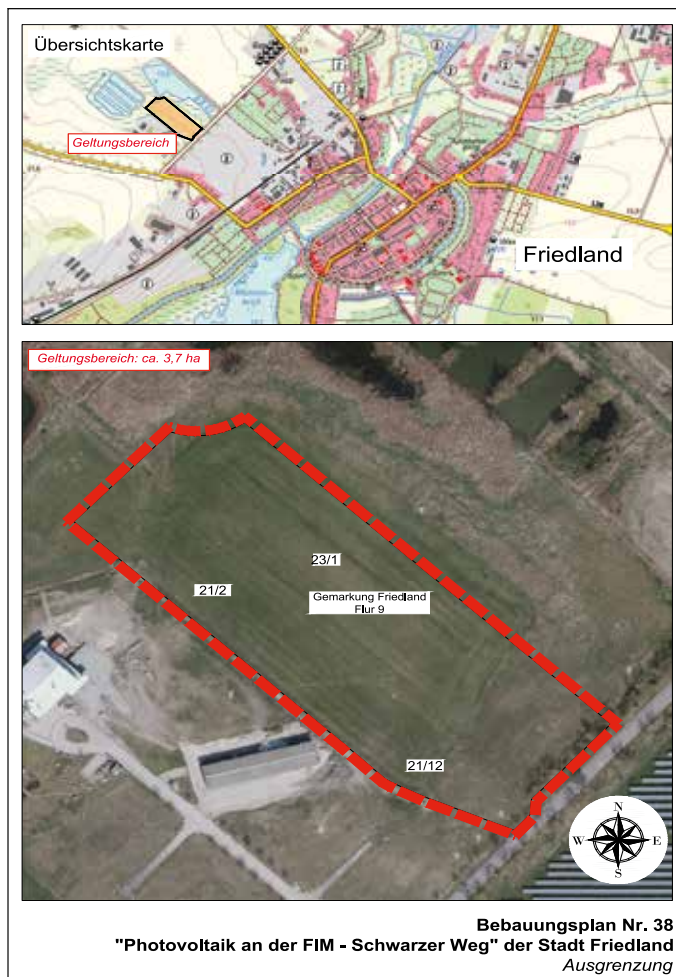 Übersichtskarte
Geltungsbereich
Friedland
Geltungsbereich: ca. 3,7 ha
23/1
21/2
Gemarkung Friedland
Flur 9
21/12
N
W E
S
Bebauungsplan Nr. 38
"Photovoltaik an der FIM - Schwarzer Weg" der Stadt Friedland
Ausgrenzung